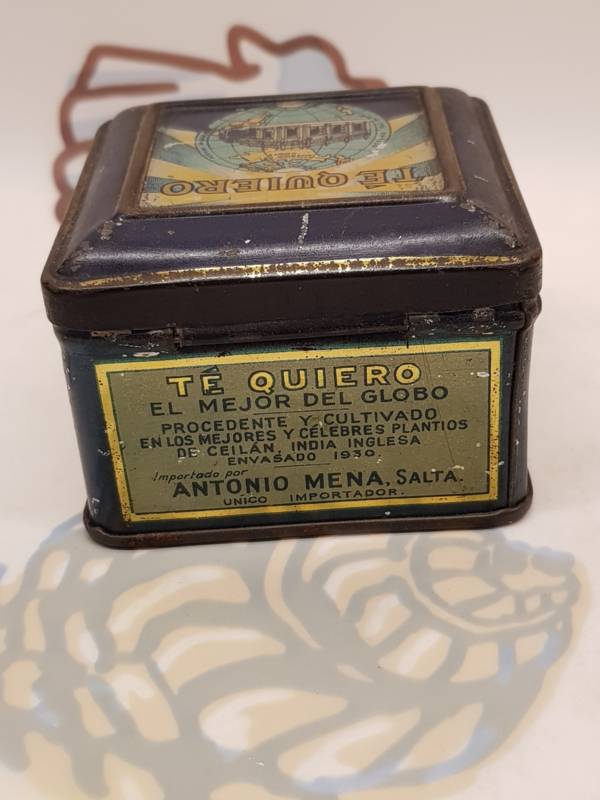 TÉ QUIERO
TÉ QUIERO
EL MEJOR DEL GLOBO
PROCEDENTE Y CULTIVADO
EN LOS MEJORES Y CÉLEBRES PLANTIOS
DE CEILÁN, INDIA INGLESA
ENVASADO 1930.
Importado por
ANTONIO MENA, SALTA.
UNICO IMPORTADOR.